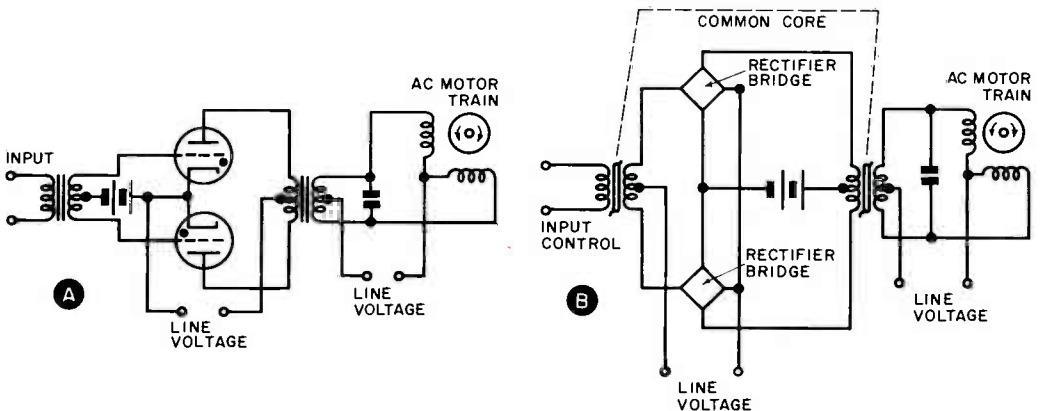 INPUT
A
LINE
VOLTAGE
LINE
VOLTAGE
AC MOTOR
TRAIN
COMMON CORE
RECTIFIER
BRIDGE
AC MOTOR
TRAIN
INPUT
CONTROL
RECTIFIER
BRIDGE
B
LINE
VOLTAGE
LINE
VOLTAGE